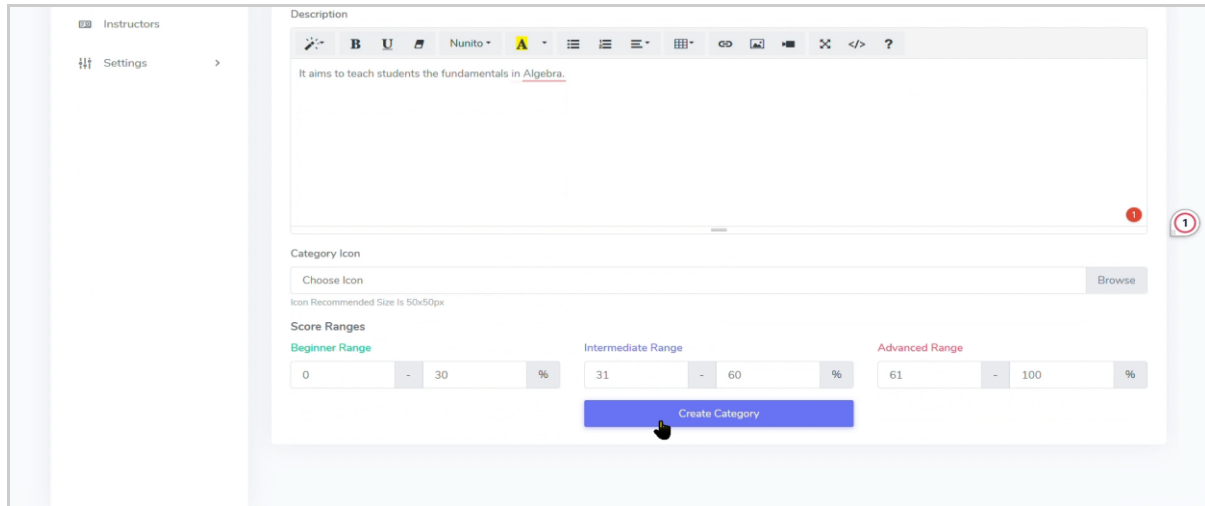 Instructors
Settings
Description
B U Nunito A </> ?
It aims to teach students the fundamentals in Algebra.
1
1
Category Icon
Choose Icon Browse
Icon Recommended Size Is 50x50px
Score Ranges
Beginner Range Intermediate Range Advanced Range
0 - 30 % 31 - 60 % 61 - 100 %
Create Category